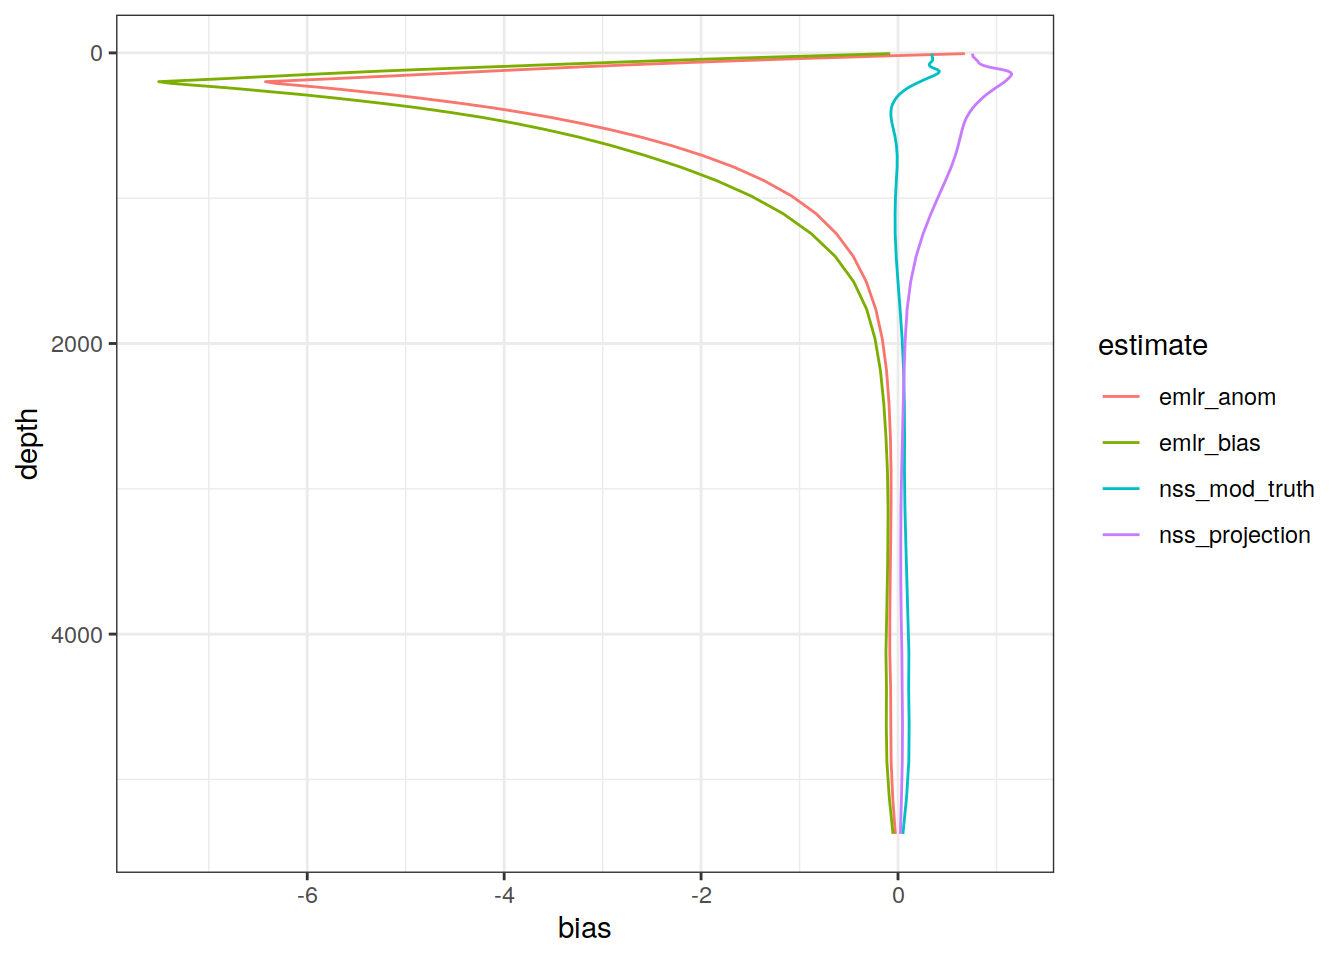 0
2000
4000
depth
-6
-4
-2
0
bias
estimate
emlr_anom
emlr_bias
nss_mod_truth
nss_projection